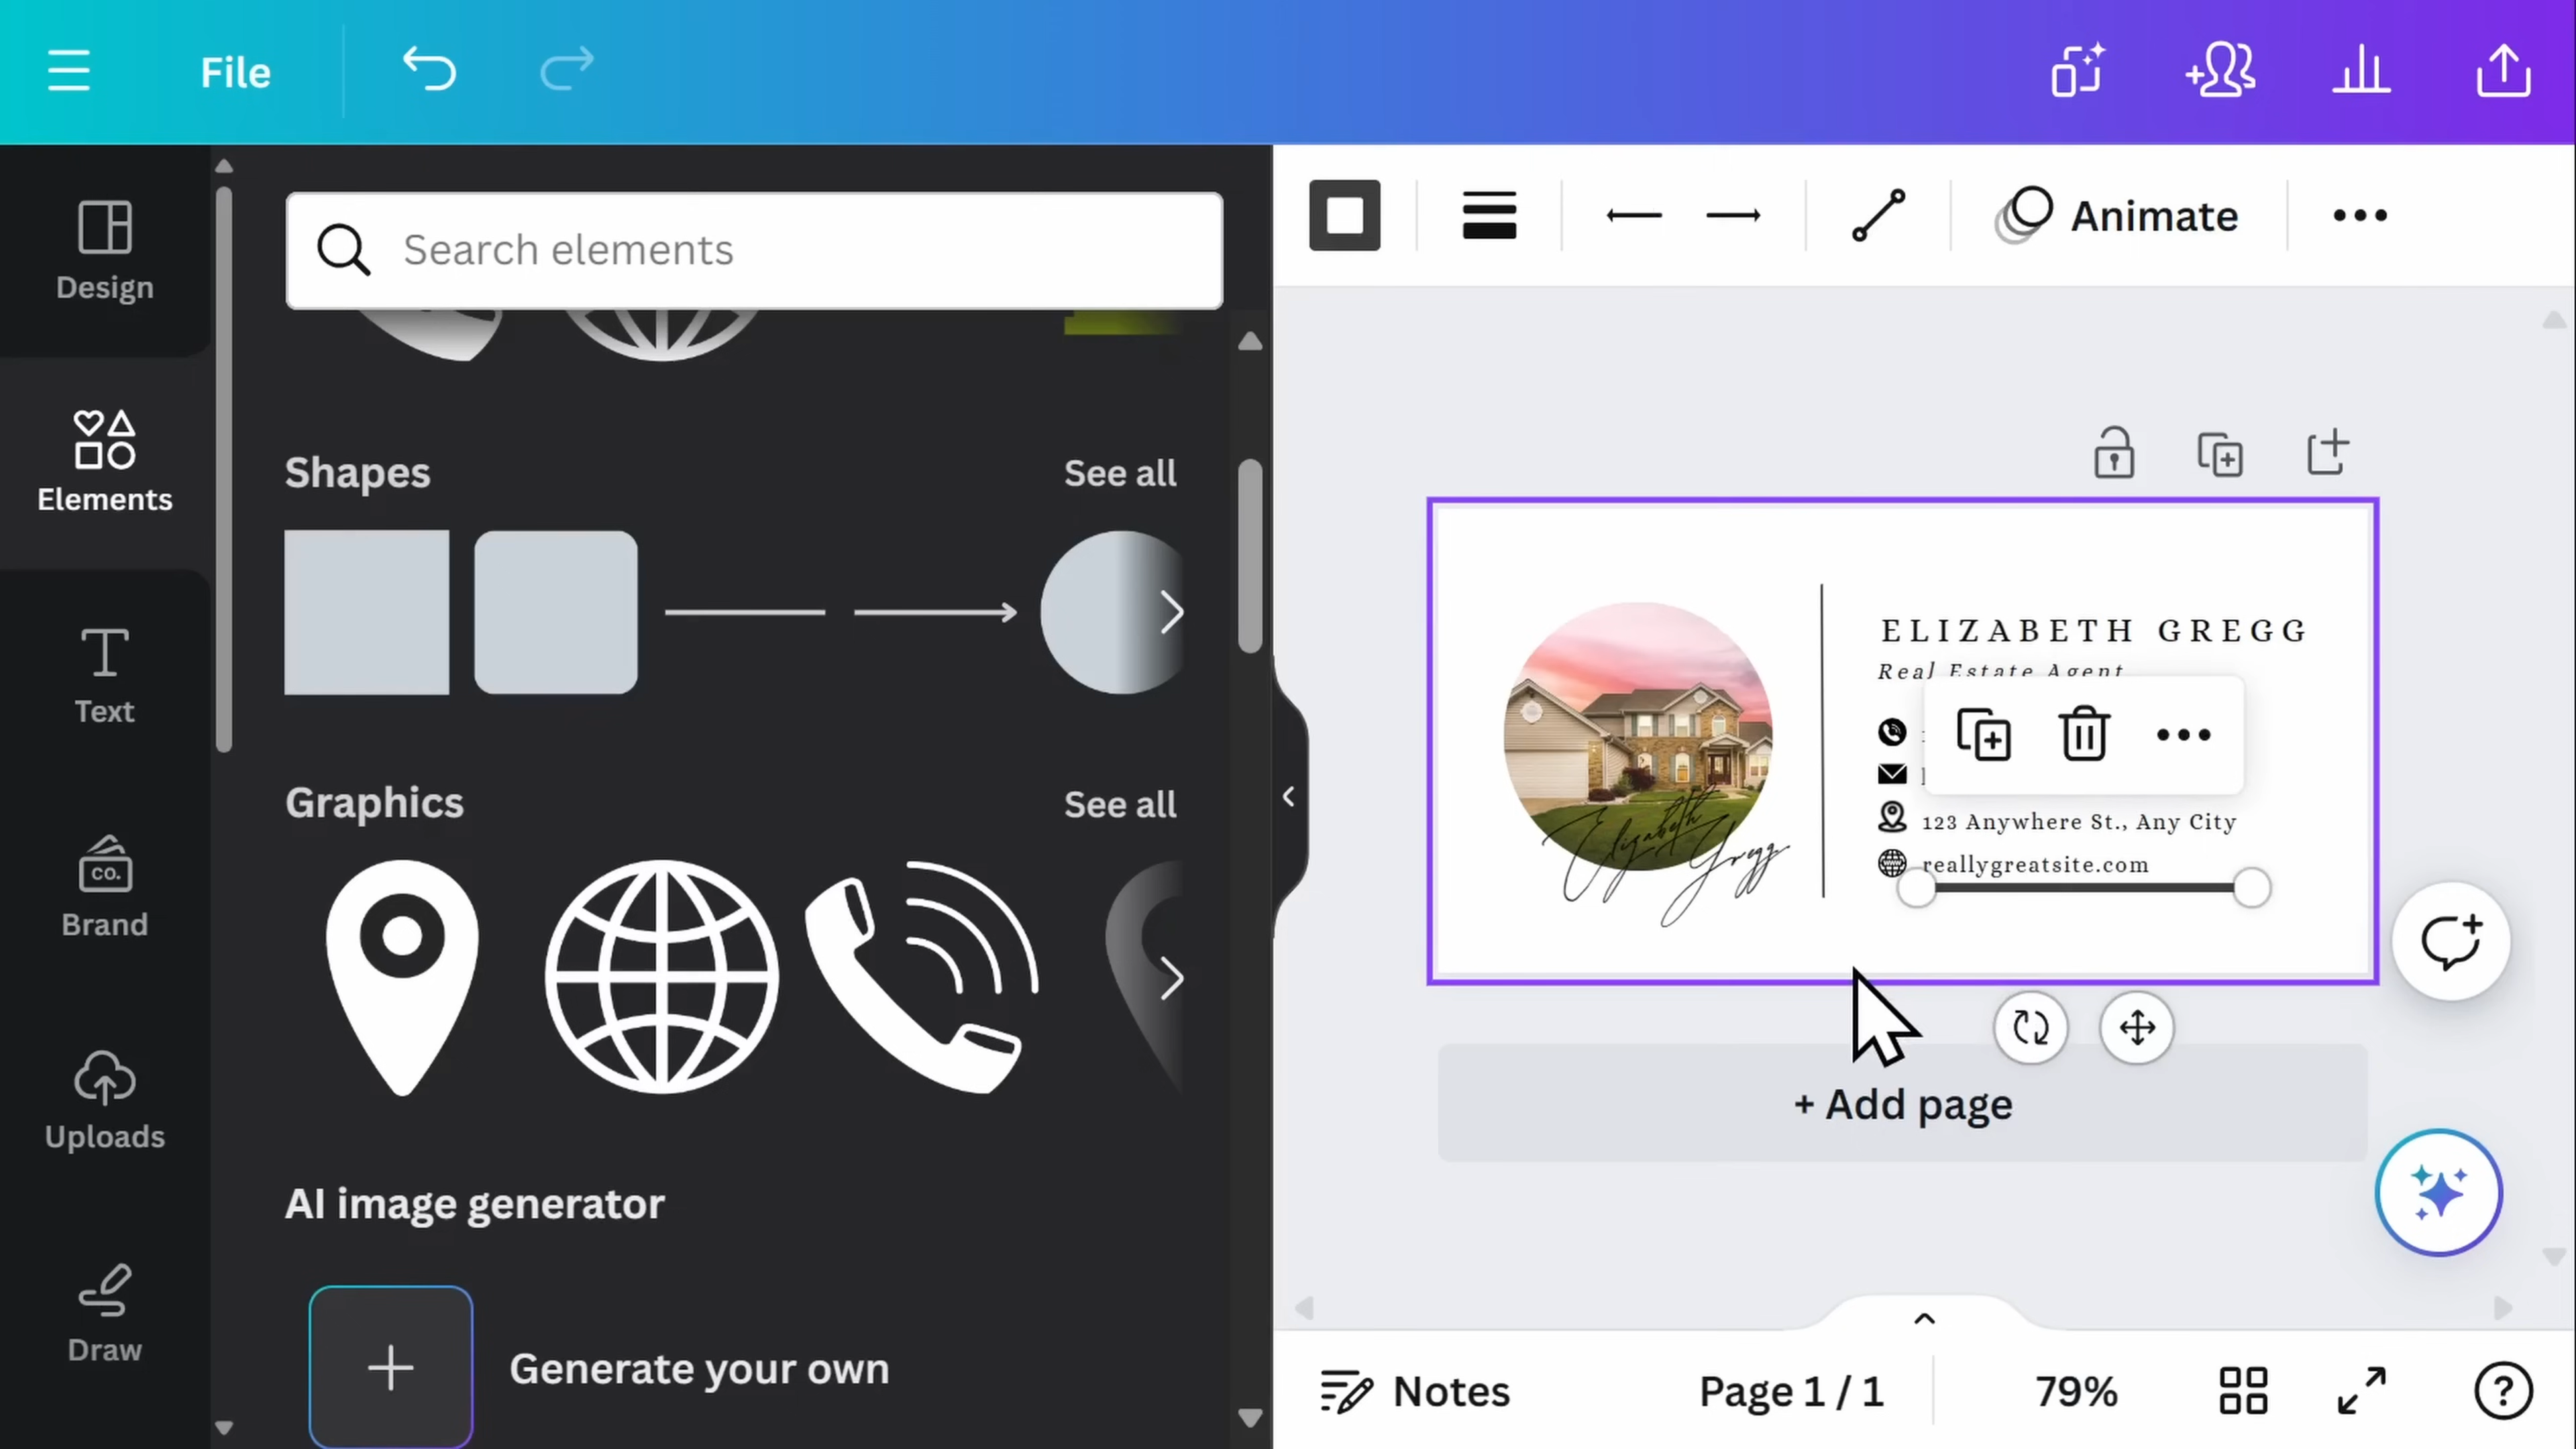 File
Animate
Design
Elements
Text
Brand
CO.
Uploads
Draw
Search elements
Shapes
See all
Graphics
See all
AI image generator
Generate your own
ELIZABETH GREGG
Real Estate Agent
123 Anywhere St., Any City
reallygreatsite.com
Elizabeth
Gregg
+ Add page
Notes
Page 1 / 1
79%